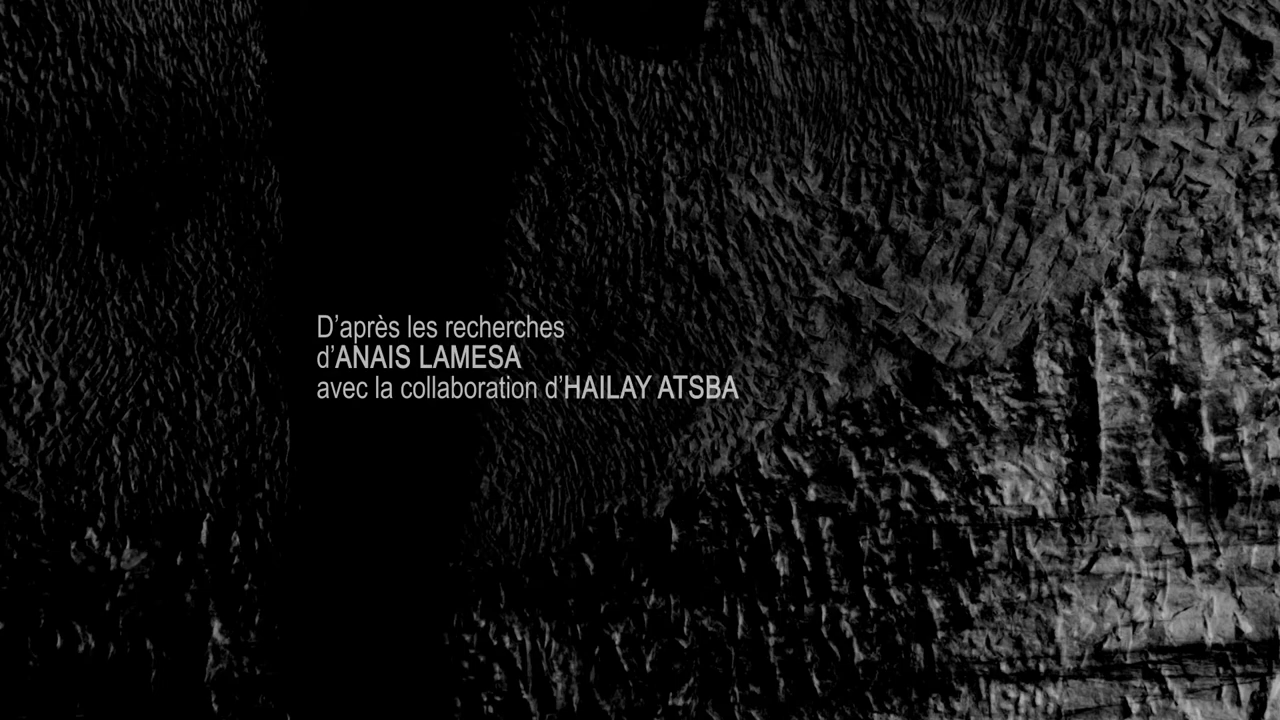 D’après les recherches
d’ANAIS LAMESA
avec la collaboration d’HAILAY ATSBA